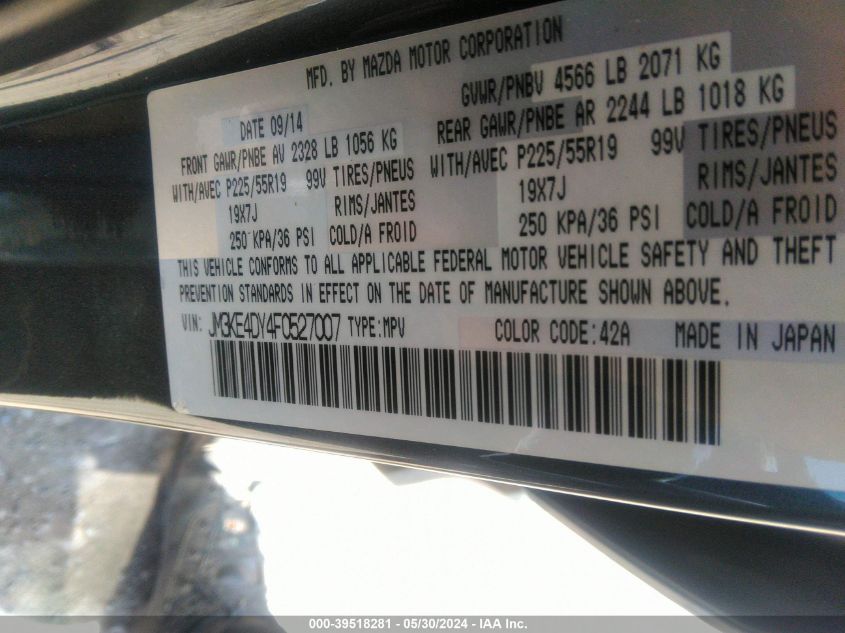 MFD. BY MAZDA MOTOR CORPORATION
DATE 09/14 GVWR/PNBV 4566 LB 2071 KG
FRONT GAWR/PNBE AV 2328 LB 1056 KG REAR GAWR/PNBE AR 2244 LB 1018 KG
WITH/AVEC P225/55R19 99V TIRES/PNEUS WITH/AVEC P225/55R19 99V TIRES/PNEUS
19X7J RIMS/JANTES 19X7J RIMS/JANTES
250 KPA/36 PSI COLD/A FROID 250 KPA/36 PSI COLD/A FROID
THIS VEHICLE CONFORMS TO ALL APPLICABLE FEDERAL MOTOR VEHICLE SAFETY AND THEFT
PREVENTION STANDARDS IN EFFECT ON THE DATE OF MANUFACTURE SHOWN ABOVE.
VIN: JM3KE4DY4F0527007 TYPE:MPV COLOR CODE:42A MADE IN JAPAN
000-39518281 - 05/30/2024 - IAA Inc.